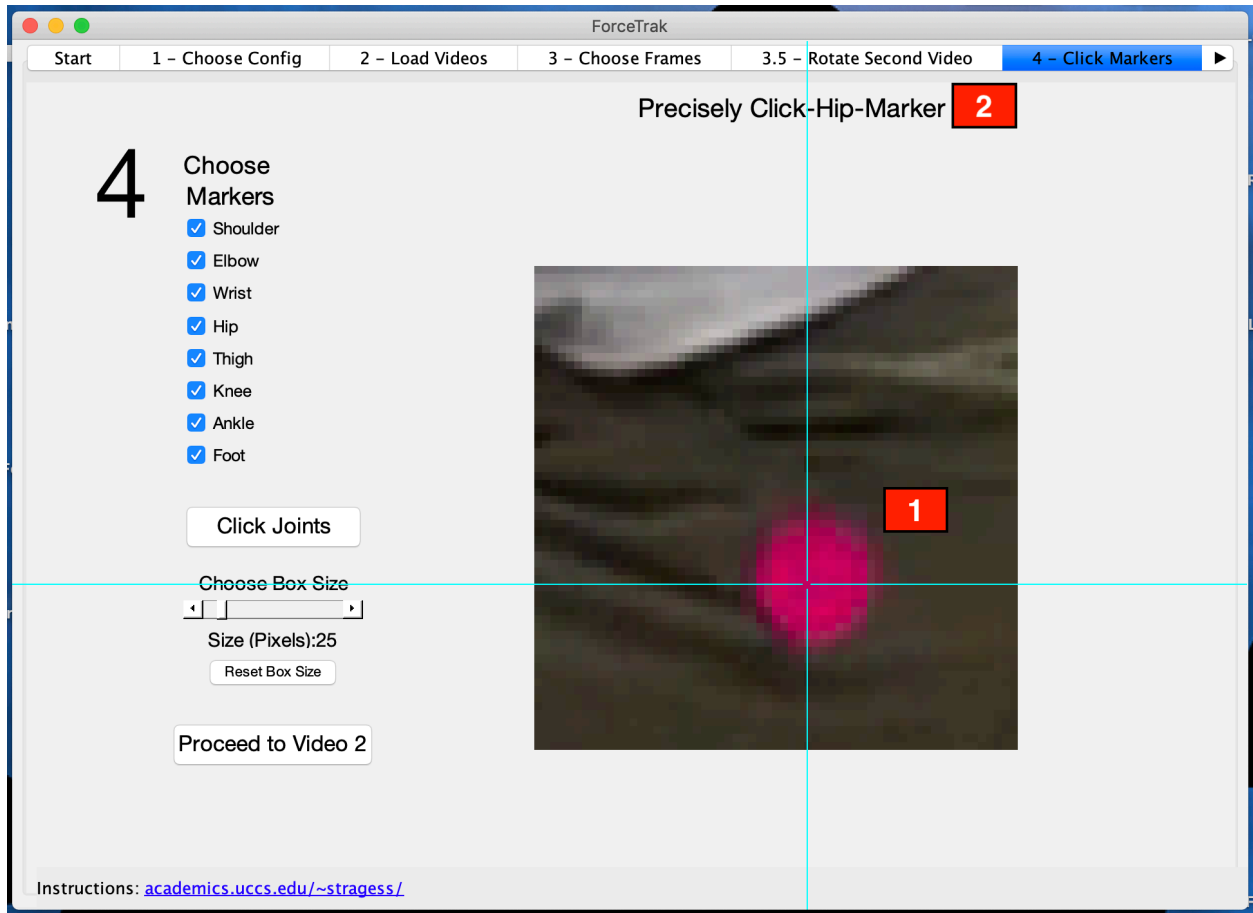 ForceTrak
Start 1 – Choose Config 2 – Load Videos 3 – Choose Frames 3.5 – Rotate Second Video 4 – Click Markers
Precisely Click-Hip-Marker 2
4
Choose
Markers
Shoulder
Elbow
Wrist
Hip
Thigh
Knee
Ankle
Foot
1
Click Joints
Choose Box Size
Size (Pixels):25
Reset Box Size
Proceed to Video 2
Instructions: academics.uccs.edu/~stragess/